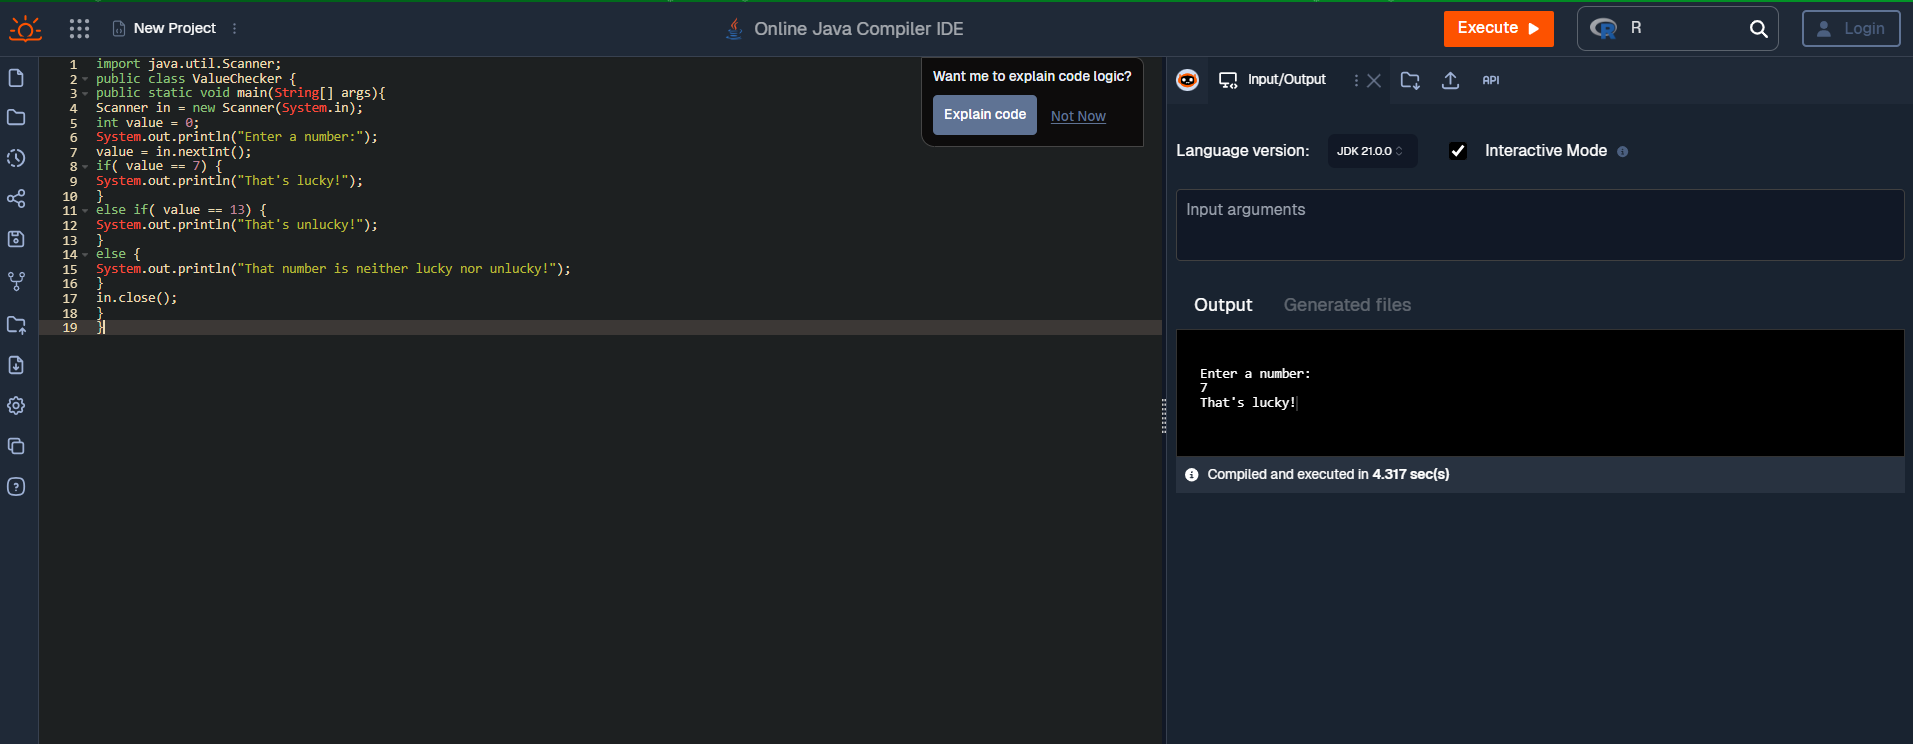 New Project
Online Java Compiler IDE
Execute
R
Login
1 import java.util.Scanner;
2 public class ValueChecker {
3 public static void main(String[] args){
4 Scanner in = new Scanner(System.in);
5 int value = 0;
6 System.out.println("Enter a number:");
7 value = in.nextInt();
8 if( value == 7) {
9 System.out.println("That's lucky!");
10 }
11 else if( value == 13) {
12 System.out.println("That's unlucky!");
13 }
14 else {
15 System.out.println("That number is neither lucky nor unlucky!");
16 }
17 in.close();
18 }
19 }
Want me to explain code logic?
Explain code
Not Now
Input/Output
API
Language version:
JDK 21.0.0
Interactive Mode
Input arguments
Output
Generated files
Enter a number:
7
That's lucky!
Compiled and executed in 4.317 sec(s)